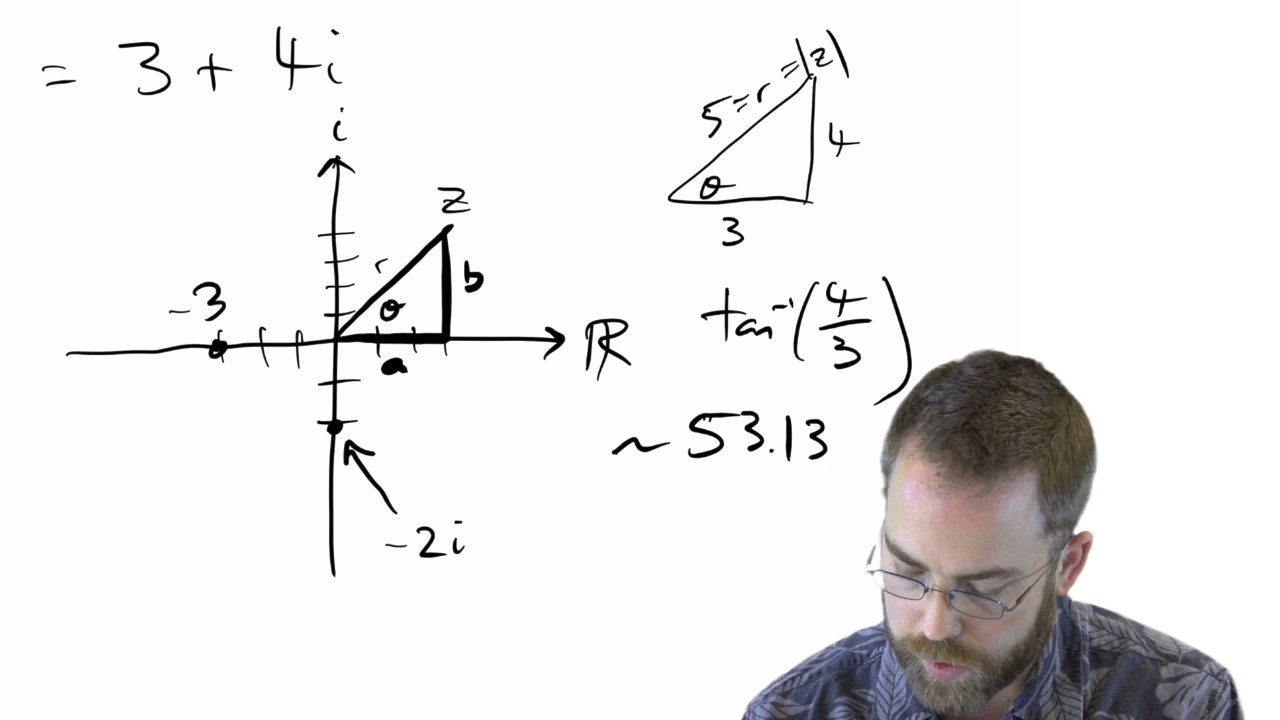 = 3 + 4i
i
z
r
θ
b
a
-3
ℝ
-2i
5 = r = |z|
4
θ
3
tan⁻¹(4/3)
~ 53.13